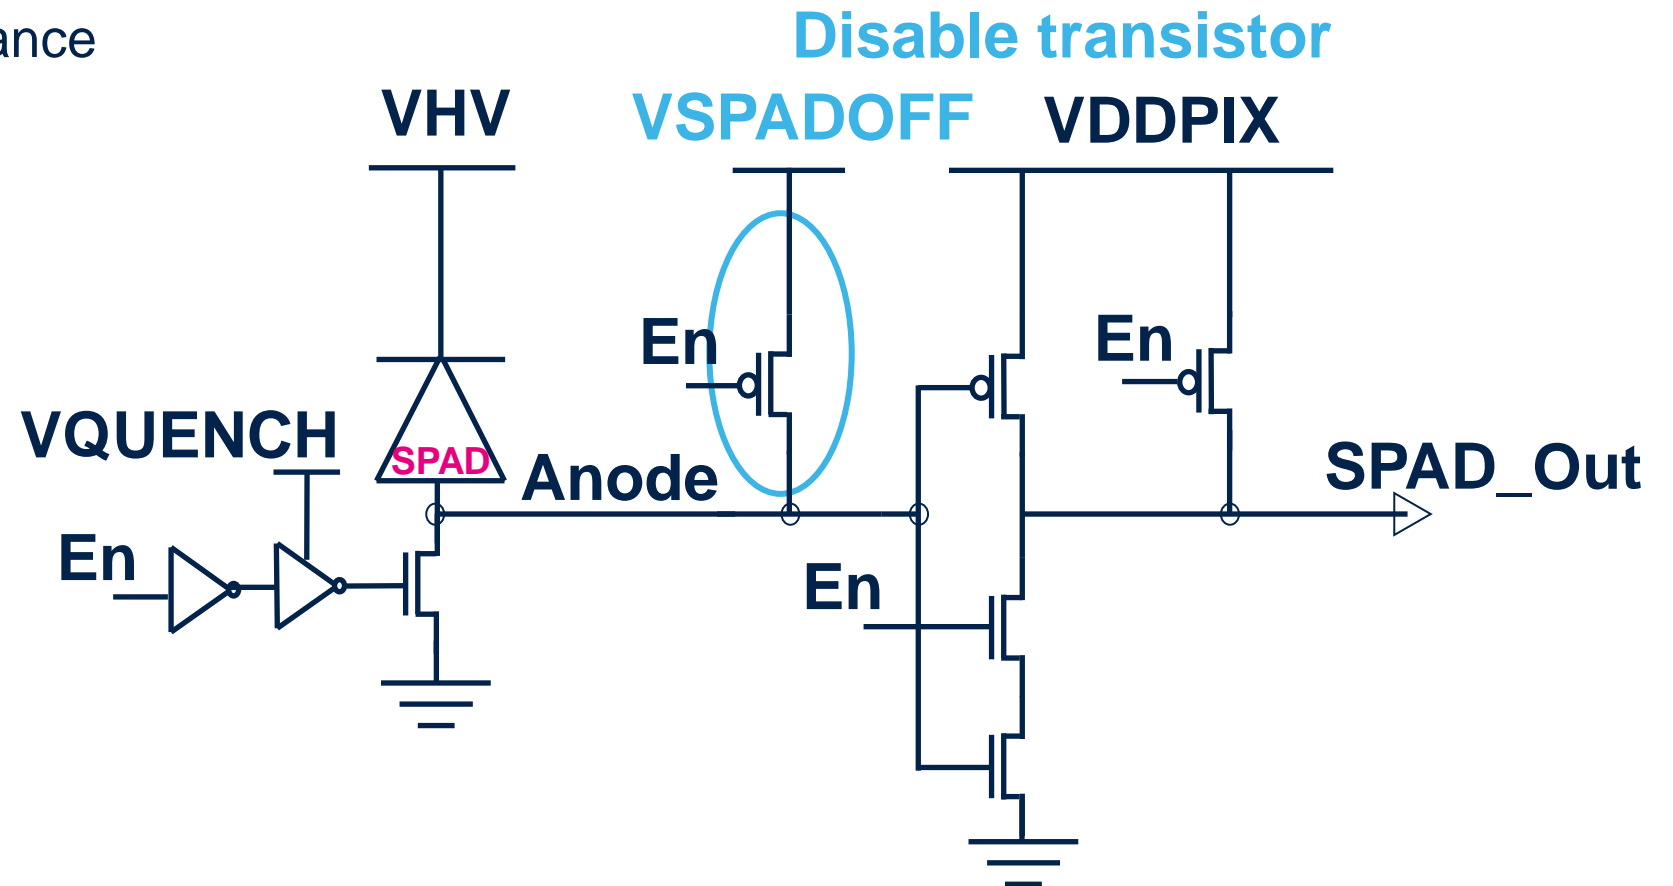 ance
Disable transistor
VHV
VSPADOFF
VDDPIX
En
En
VQUENCH
SPAD
Anode
SPAD_Out
En
En